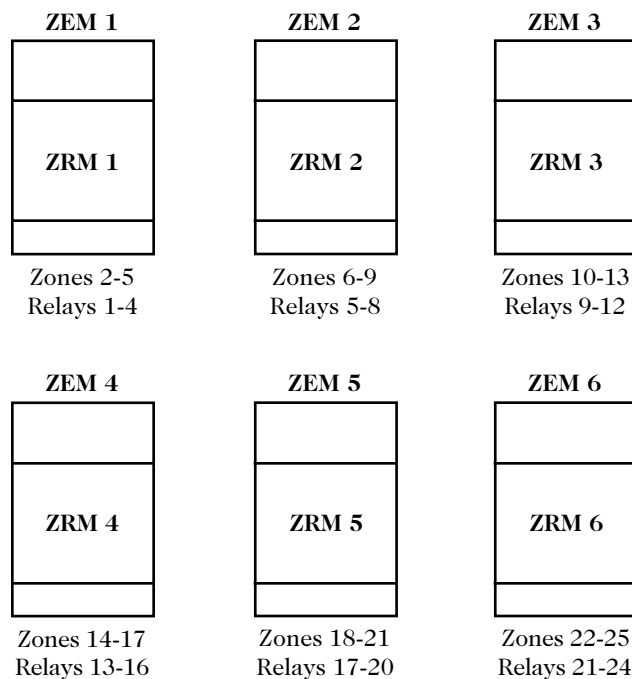 ZEM 1
ZEM 2
ZEM 3
ZRM 1
ZRM 2
ZRM 3
Zones 2-5
Relays 1-4
Zones 6-9
Relays 5-8
Zones 10-13
Relays 9-12
ZEM 4
ZEM 5
ZEM 6
ZRM 4
ZRM 5
ZRM 6
Zones 14-17
Relays 13-16
Zones 18-21
Relays 17-20
Zones 22-25
Relays 21-24